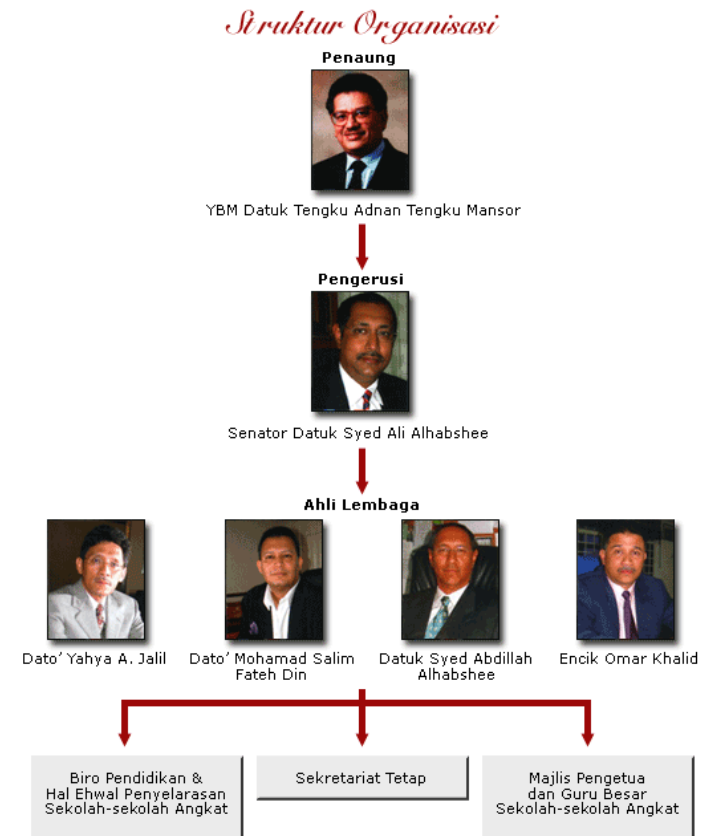 Struktur Organisasi
Penaung
YBM Datuk Tengku Adnan Tengku Mansor
Pengerusi
Senator Datuk Syed Ali Alhabshee
Ahli Lembaga
Dato’ Yahya A. Jalil
Dato’ Mohamad Salim
Fateh Din
Datuk Syed Abdillah
Alhabshee
Encik Omar Khalid
Biro Pendidikan &
Hal Ehwal Penyelarasan
Sekolah-sekolah Angkat
Sekretariat Tetap
Majlis Pengetua
dan Guru Besar
Sekolah-sekolah Angkat